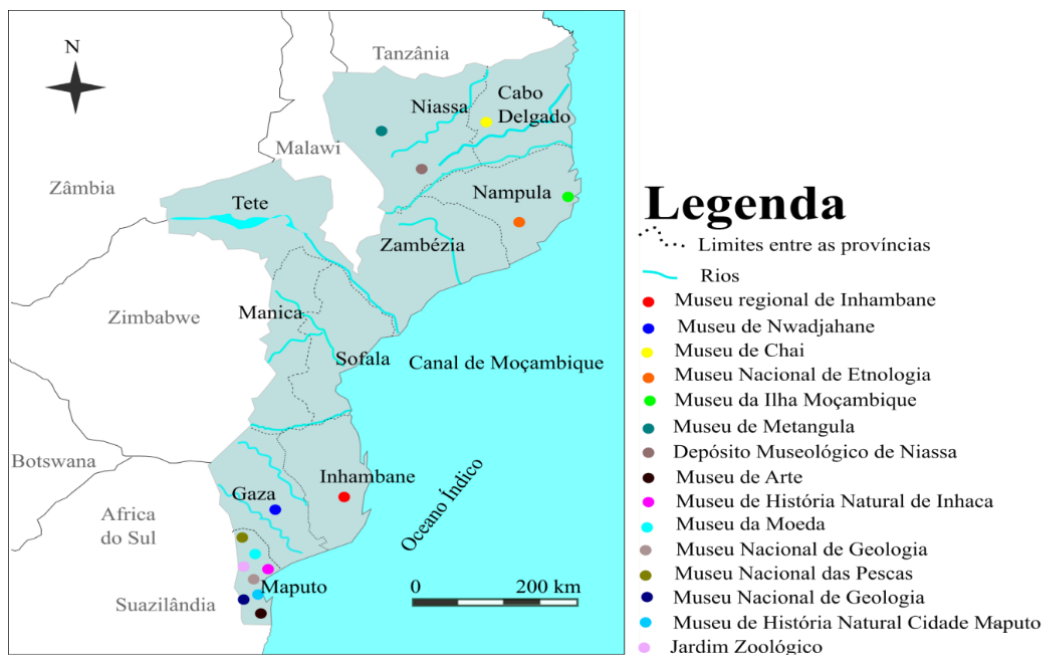 N
Tanzânia
Cabo
Delgado
Niassa
Malawi
Zâmbia
Nampula
Tete
Zambézia
Manica
Zimbabwe
Sofala
Canal de Moçambique
Botswana
Inhambane
Gaza
Oceano Índico
Africa
do Sul
Maputo
Suazilândia
0 200 km
Legenda
Limites entre as províncias
Rios
Museu regional de Inhambane
Museu de Nwadjahane
Museu de Chai
Museu Nacional de Etnologia
Museu da Ilha Moçambique
Museu de Metangula
Depósito Museológico de Niassa
Museu de Arte
Museu de História Natural de Inhaca
Museu da Moeda
Museu Nacional de Geologia
Museu Nacional das Pescas
Museu Nacional de Geologia
Museu de História Natural Cidade Maputo
Jardim Zoológico